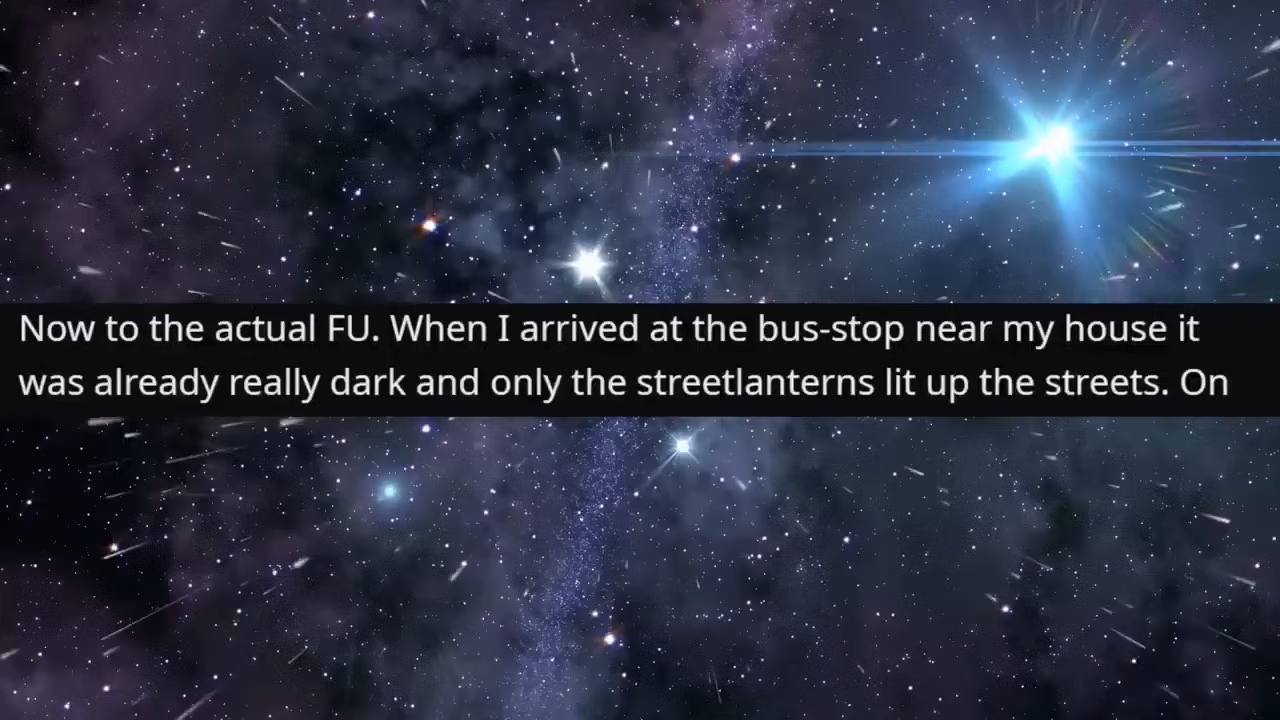 Now to the actual FU. When I arrived at the bus-stop near my house it
was already really dark and only the streetlanterns lit up the streets. On